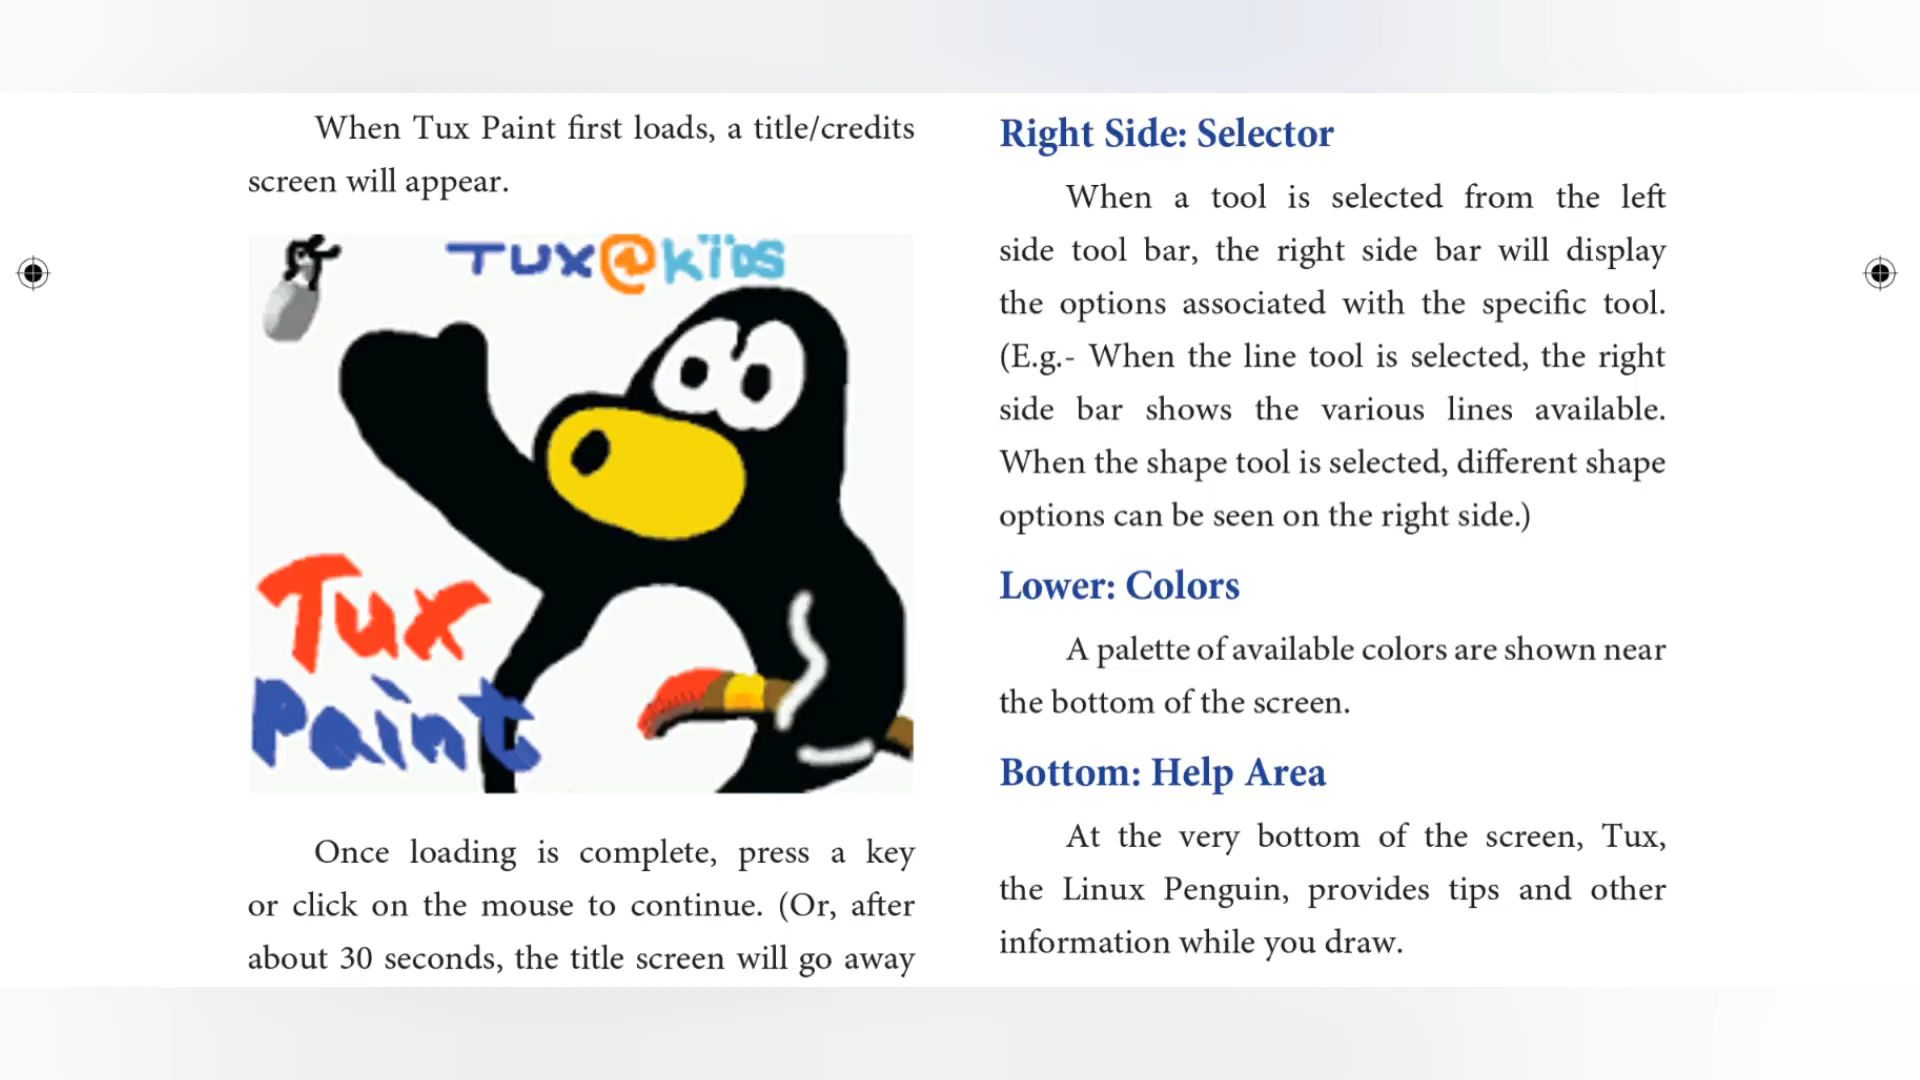 When Tux Paint first loads, a title/credits
screen will appear.
TUX@kids
Tux
Paint
Once loading is complete, press a key
or click on the mouse to continue. (Or, after
about 30 seconds, the title screen will go away
Right Side: Selector
When a tool is selected from the left
side tool bar, the right side bar will display
the options associated with the specific tool.
(E.g.- When the line tool is selected, the right
side bar shows the various lines available.
When the shape tool is selected, different shape
options can be seen on the right side.)
Lower: Colors
A palette of available colors are shown near
the bottom of the screen.
Bottom: Help Area
At the very bottom of the screen, Tux,
the Linux Penguin, provides tips and other
information while you draw.